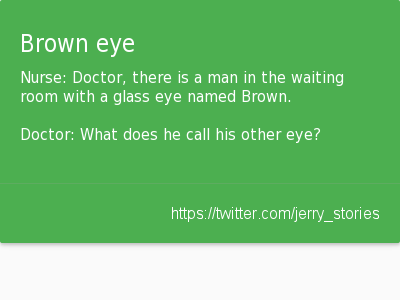 Brown eye
Nurse: Doctor, there is a man in the waiting
room with a glass eye named Brown.
Doctor: What does he call his other eye?
https://twitter.com/jerry_stories